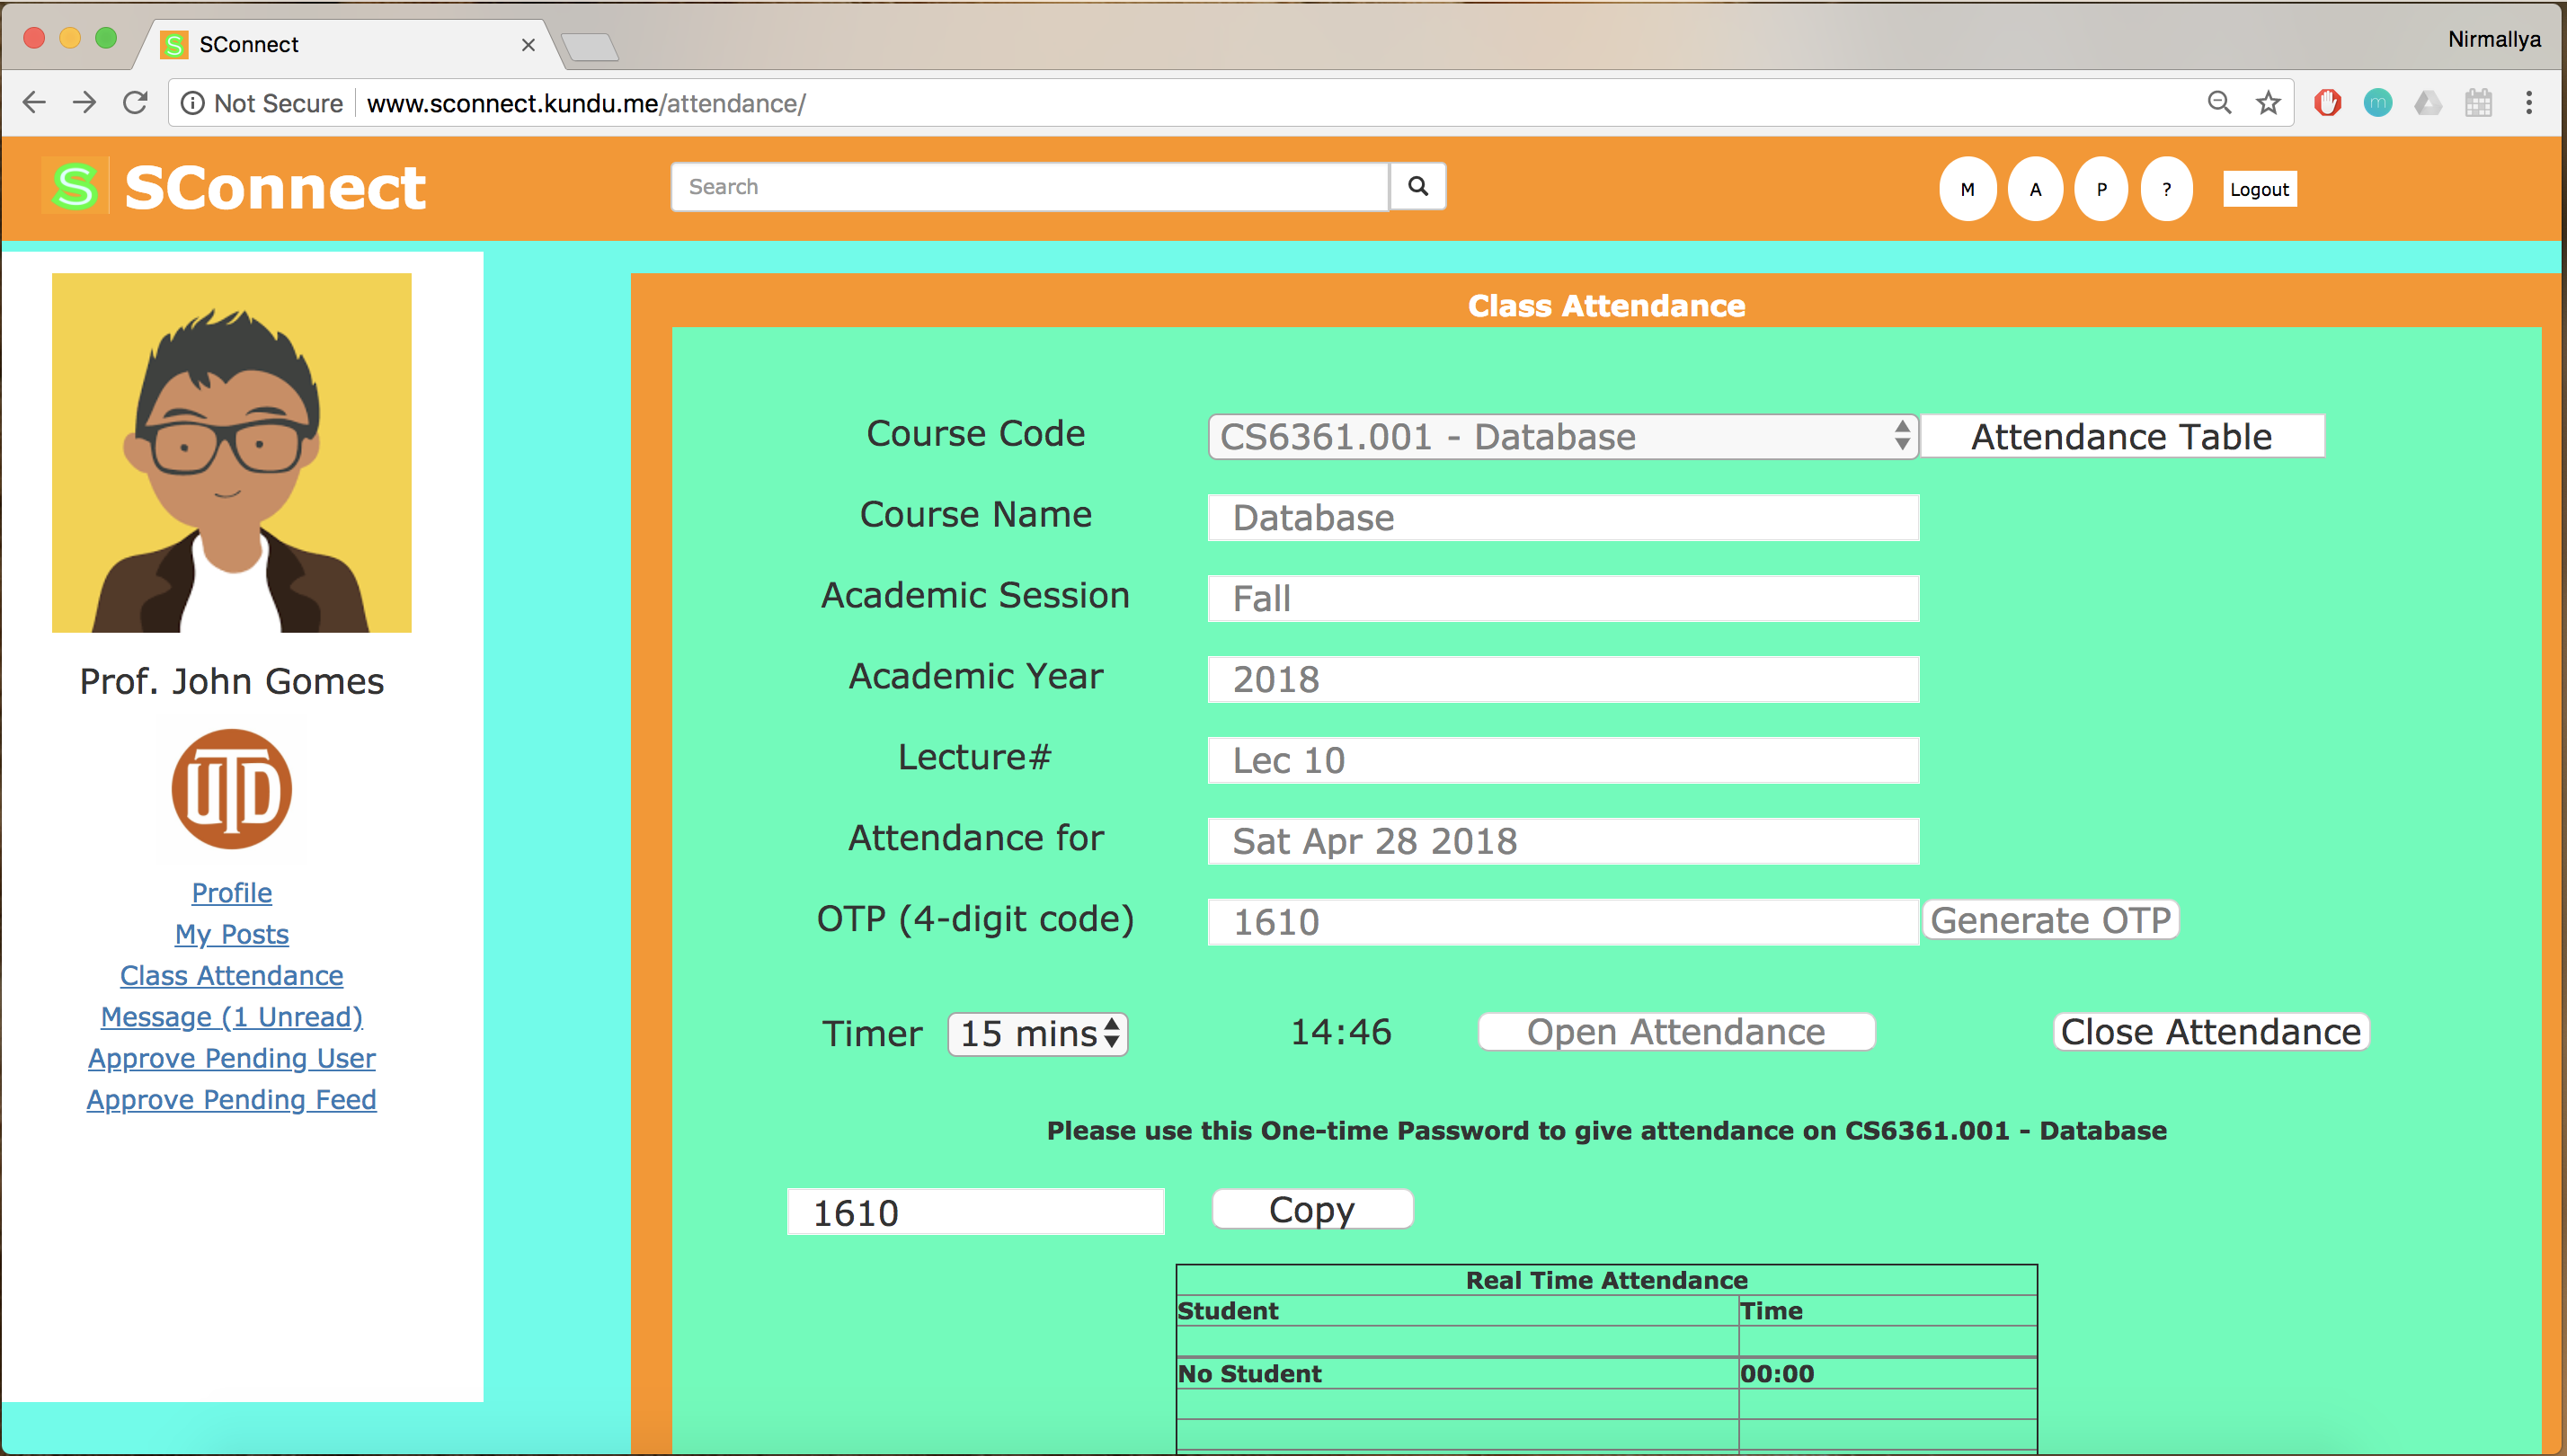 SConnect
Nirmallya
Not Secure www.sconnect.kundu.me/attendance/
S SConnect
Search
M A P ? Logout
Class Attendance
Course Code CS6361.001 - Database Attendance Table
Course Name Database
Academic Session Fall
Academic Year 2018
Lecture# Lec 10
Attendance for Sat Apr 28 2018
OTP (4-digit code) 1610 Generate OTP
Timer 15 mins 14:46 Open Attendance Close Attendance
Please use this One-time Password to give attendance on CS6361.001 - Database
1610 Copy
Real Time Attendance
Student Time
No Student 00:00
Prof. John Gomes
UTD
Profile
My Posts
Class Attendance
Message (1 Unread)
Approve Pending User
Approve Pending Feed